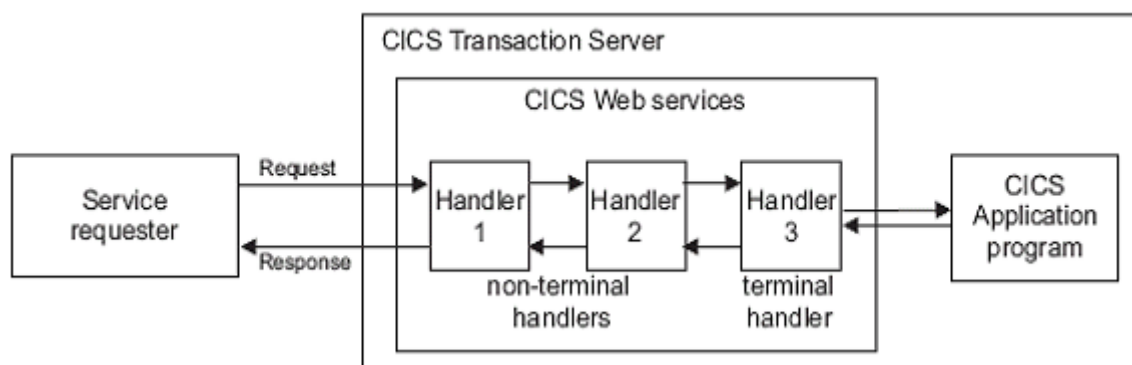 CICS Transaction Server
CICS Web services
Service
requester
Request
Response
Handler
1
Handler
2
Handler
3
non-terminal
handlers
terminal
handler
CICS
Application
program